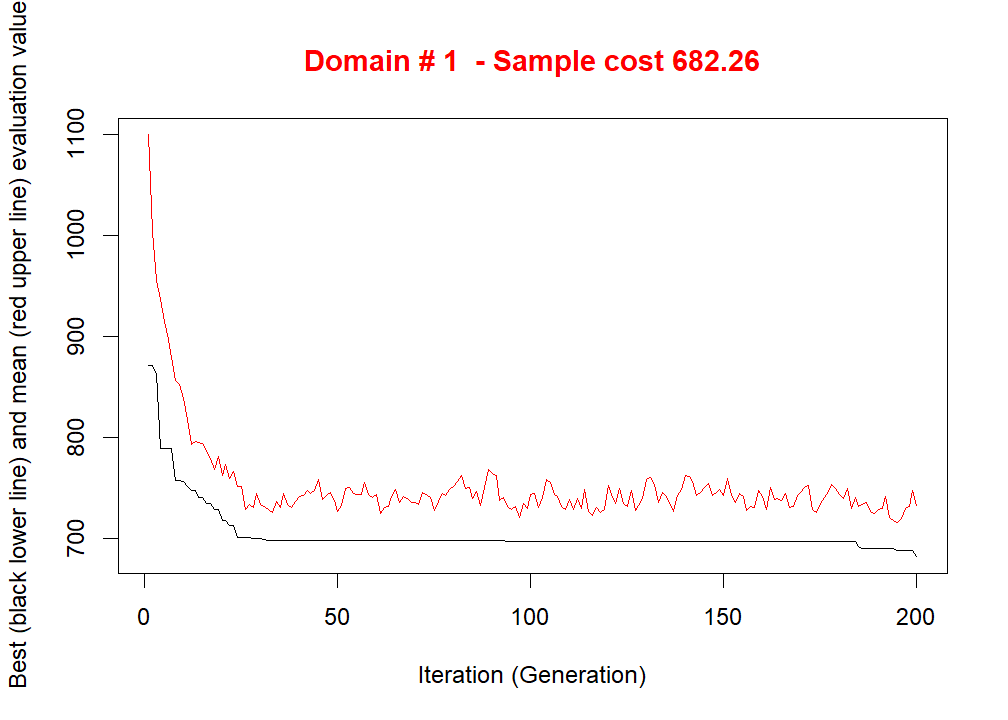 Domain # 1  - Sample cost 682.26
Best (black lower line) and mean (red upper line) evaluation value
1100
1000
900
800
700
0 50 100 150 200
Iteration (Generation)